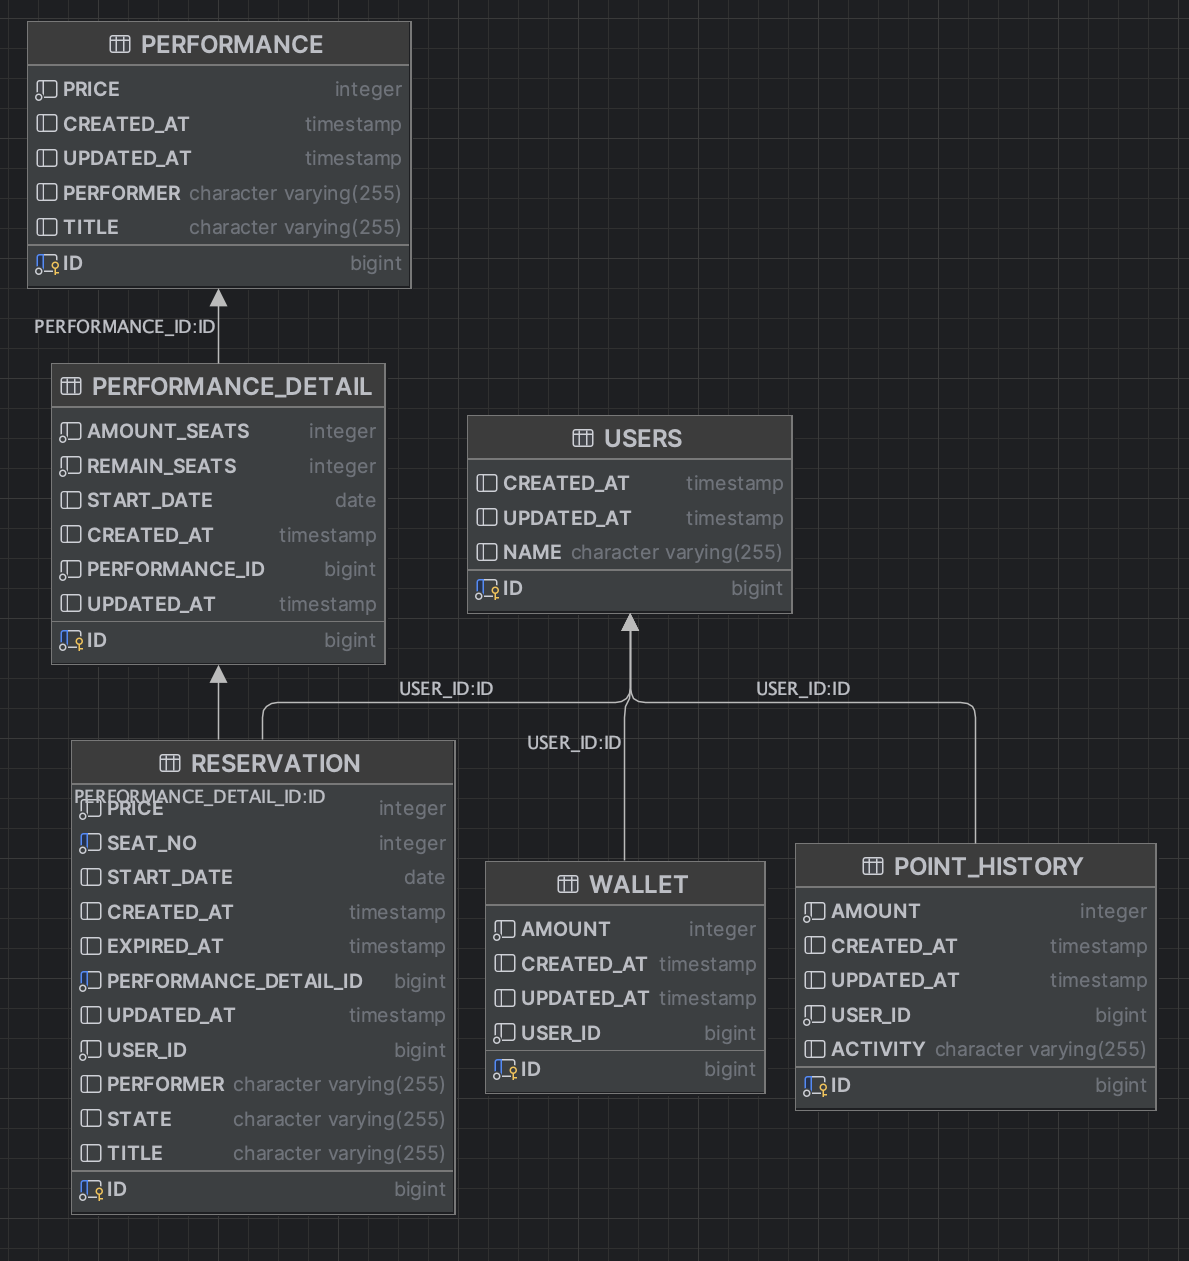 PERFORMANCE
PRICE integer
CREATED_AT timestamp
UPDATED_AT timestamp
PERFORMER character varying(255)
TITLE character varying(255)
ID bigint
PERFORMANCE_ID:ID
PERFORMANCE_DETAIL
AMOUNT_SEATS integer
REMAIN_SEATS integer
START_DATE date
CREATED_AT timestamp
PERFORMANCE_ID bigint
UPDATED_AT timestamp
ID bigint
USERS
CREATED_AT timestamp
UPDATED_AT timestamp
NAME character varying(255)
ID bigint
USER_ID:ID
USER_ID:ID
USER_ID:ID
RESERVATION
PERFORMANCE_DETAIL_ID:ID
PRICE integer
SEAT_NO integer
START_DATE date
CREATED_AT timestamp
EXPIRED_AT timestamp
PERFORMANCE_DETAIL_ID bigint
UPDATED_AT timestamp
USER_ID bigint
PERFORMER character varying(255)
STATE character varying(255)
TITLE character varying(255)
ID bigint
WALLET
AMOUNT integer
CREATED_AT timestamp
UPDATED_AT timestamp
USER_ID bigint
ID bigint
POINT_HISTORY
AMOUNT integer
CREATED_AT timestamp
UPDATED_AT timestamp
USER_ID bigint
ACTIVITY character varying(255)
ID bigint